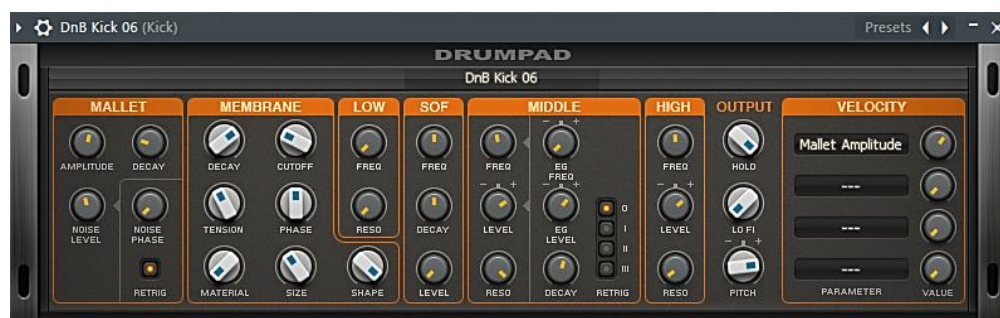 DnB Kick 06 (Kick)
Presets
DRUMPAD
DnB Kick 06
MALLET
AMPLITUDE
DECAY
NOISE
LEVEL
NOISE
PHASE
RETRIG
MEMBRANE
DECAY
CUTOFF
TENSION
PHASE
MATERIAL
SIZE
SHAPE
LOW
FREQ
RESO
SOF
FREQ
DECAY
LEVEL
MIDDLE
- +
FREQ
EG
FREQ
- +
- +
LEVEL
EG
LEVEL
RESO
DECAY
0
I
II
III
RETRIG
HIGH
FREQ
- +
LEVEL
RESO
OUTPUT
HOLD
LO FI
- +
PITCH
VELOCITY
Mallet Amplitude
---
---
---
PARAMETER
VALUE